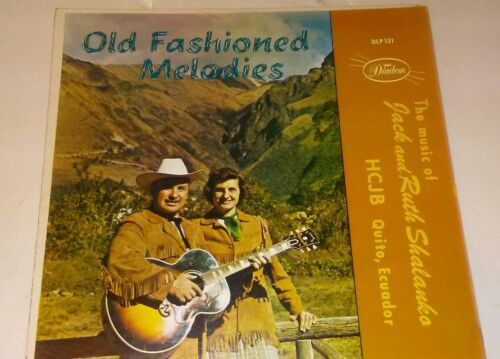 Old Fashioned
Melodies
DLP 131
Diadem
The music of
Jack and Ruth Shalanko
HCJB Quito, Ecuador